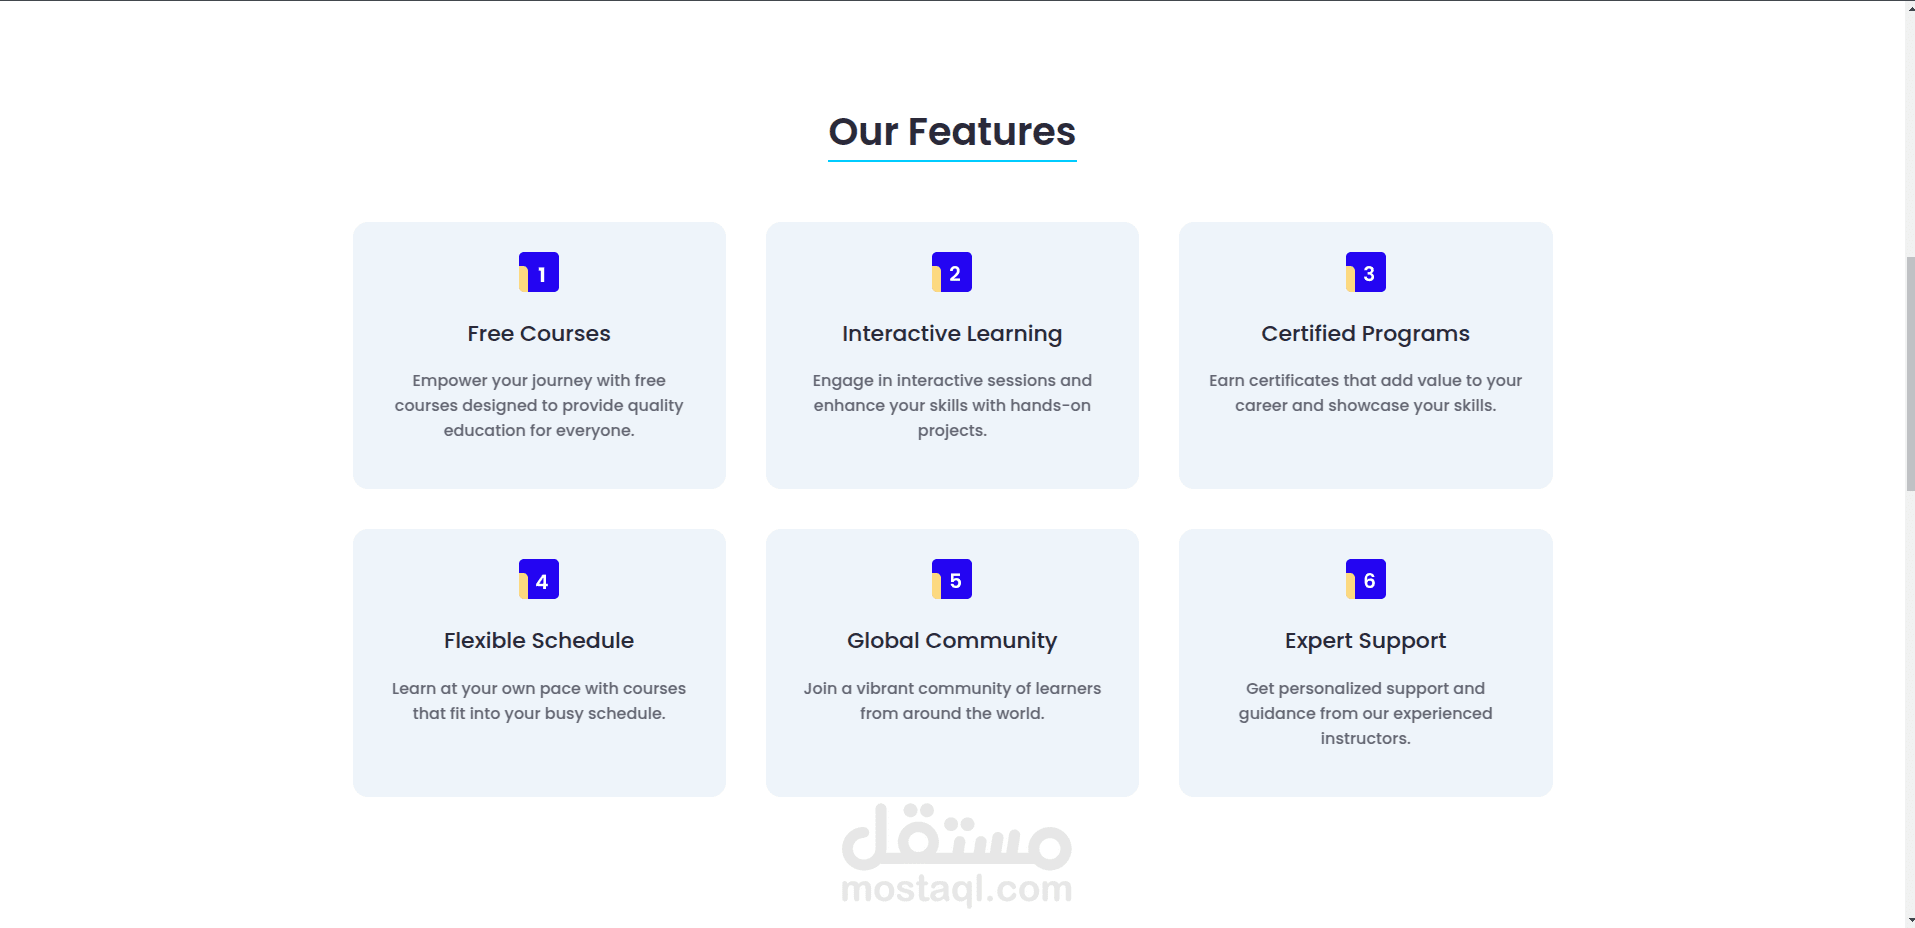 Our Features
1
Free Courses
Empower your journey with free
courses designed to provide quality
education for everyone.
2
Interactive Learning
Engage in interactive sessions and
enhance your skills with hands-on
projects.
3
Certified Programs
Earn certificates that add value to your
career and showcase your skills.
4
Flexible Schedule
Learn at your own pace with courses
that fit into your busy schedule.
5
Global Community
Join a vibrant community of learners
from around the world.
6
Expert Support
Get personalized support and
guidance from our experienced
instructors.
مستقل
mostaql.com